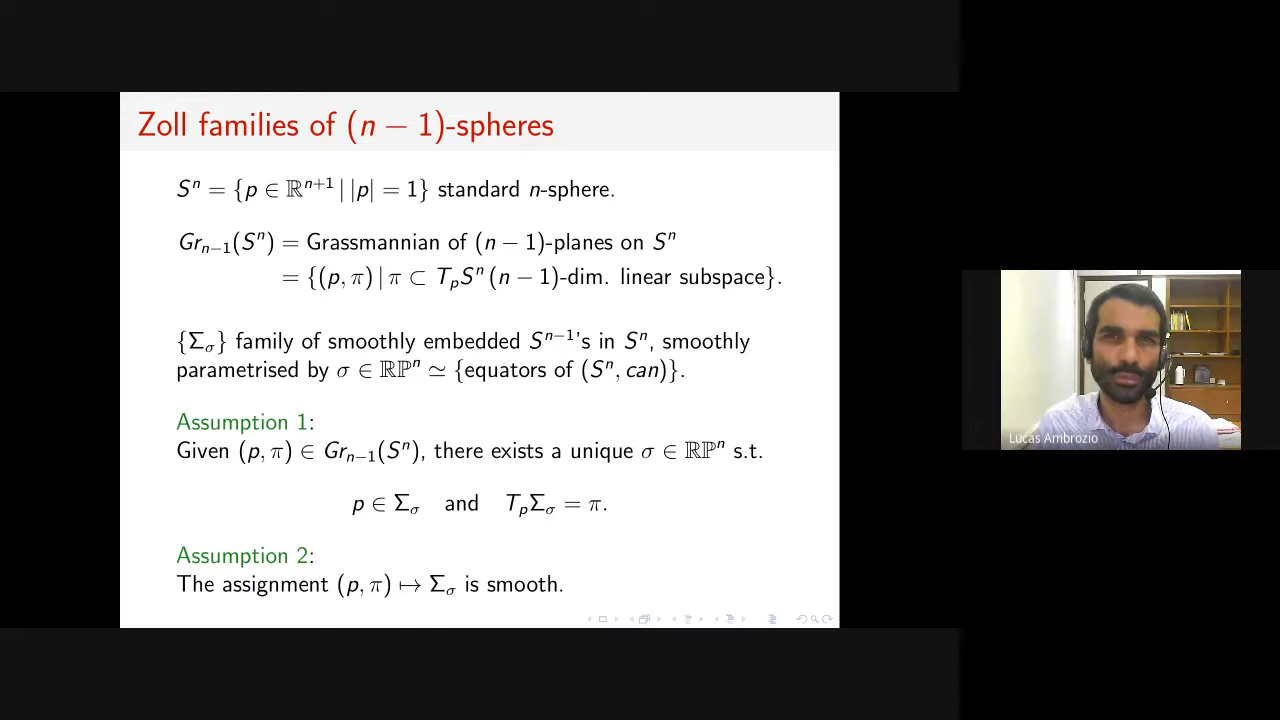 Zoll families of (n − 1)-spheres
Sⁿ = {p ∈ ℝⁿ⁺¹ | |p| = 1} standard n-sphere.
Grₙ₋₁(Sⁿ) = Grassmannian of (n − 1)-planes on Sⁿ
= {(p, π) | π ⊂ TₚSⁿ (n − 1)-dim. linear subspace}.
{Σ_σ} family of smoothly embedded Sⁿ⁻¹'s in Sⁿ, smoothly
parametrised by σ ∈ ℝℙⁿ ≃ {equators of (Sⁿ, can)}.
Assumption 1:
Given (p, π) ∈ Grₙ₋₁(Sⁿ), there exists a unique σ ∈ ℝℙⁿ s.t.
p ∈ Σ_σ and TₚΣ_σ = π.
Assumption 2:
The assignment (p, π) ↦ Σ_σ is smooth.
Lucas Ambrozio